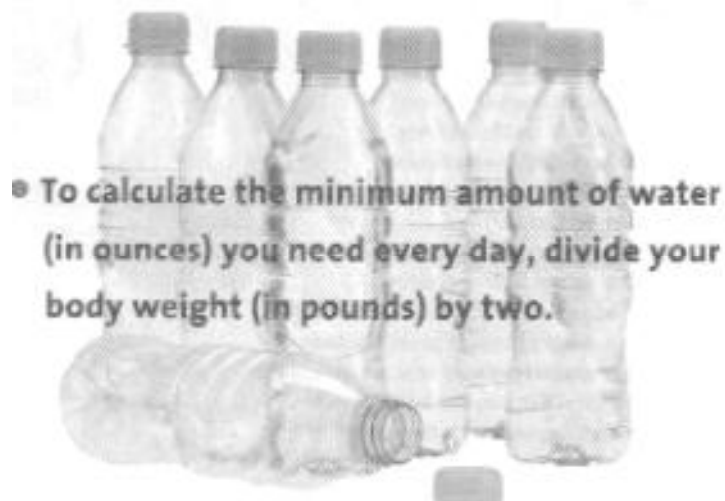 • To calculate the minimum amount of water
(in ounces) you need every day, divide your
body weight (in pounds) by two.